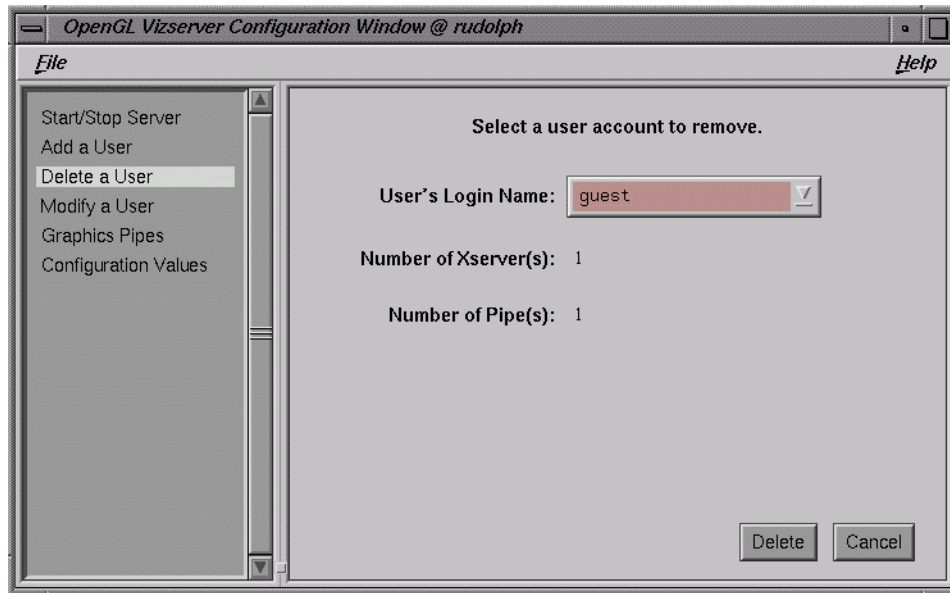 OpenGL Vizserver Configuration Window @ rudolph
File Help
Start/Stop Server
Add a User
Delete a User
Modify a User
Graphics Pipes
Configuration Values
Select a user account to remove.
User's Login Name: guest
Number of Xserver(s): 1
Number of Pipe(s): 1
Delete Cancel